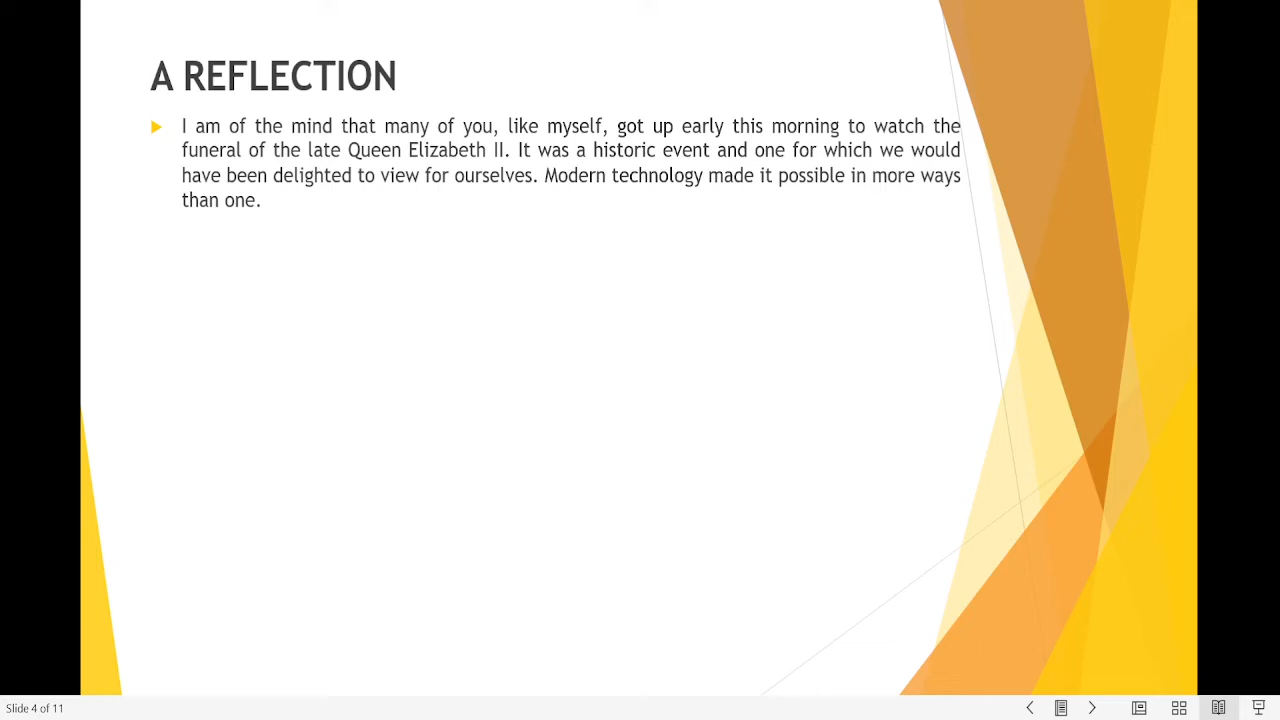 A REFLECTION
I am of the mind that many of you, like myself, got up early this morning to watch the
funeral of the late Queen Elizabeth II. It was a historic event and one for which we would
have been delighted to view for ourselves. Modern technology made it possible in more ways
than one.
Slide 4 of 11